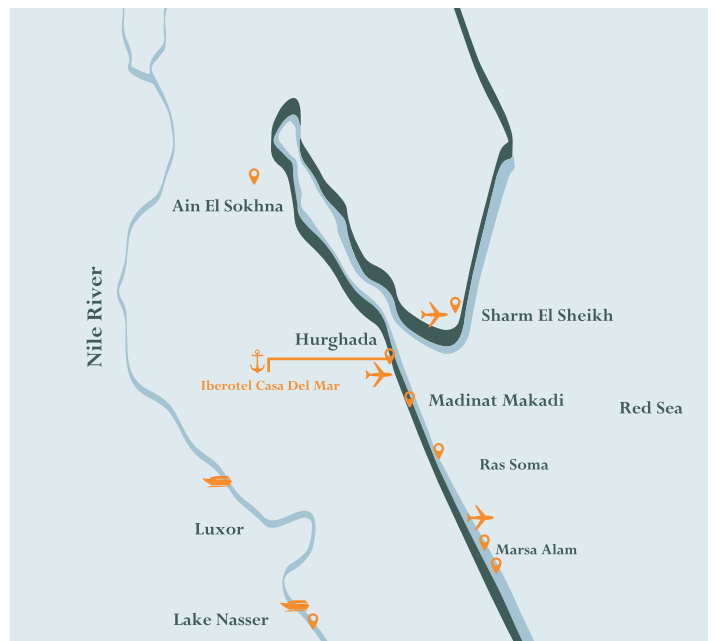 Ain El Sokhna
Nile River
Sharm El Sheikh
Hurghada
Iberotel Casa Del Mar
Madinat Makadi
Red Sea
Ras Soma
Luxor
Marsa Alam
Lake Nasser